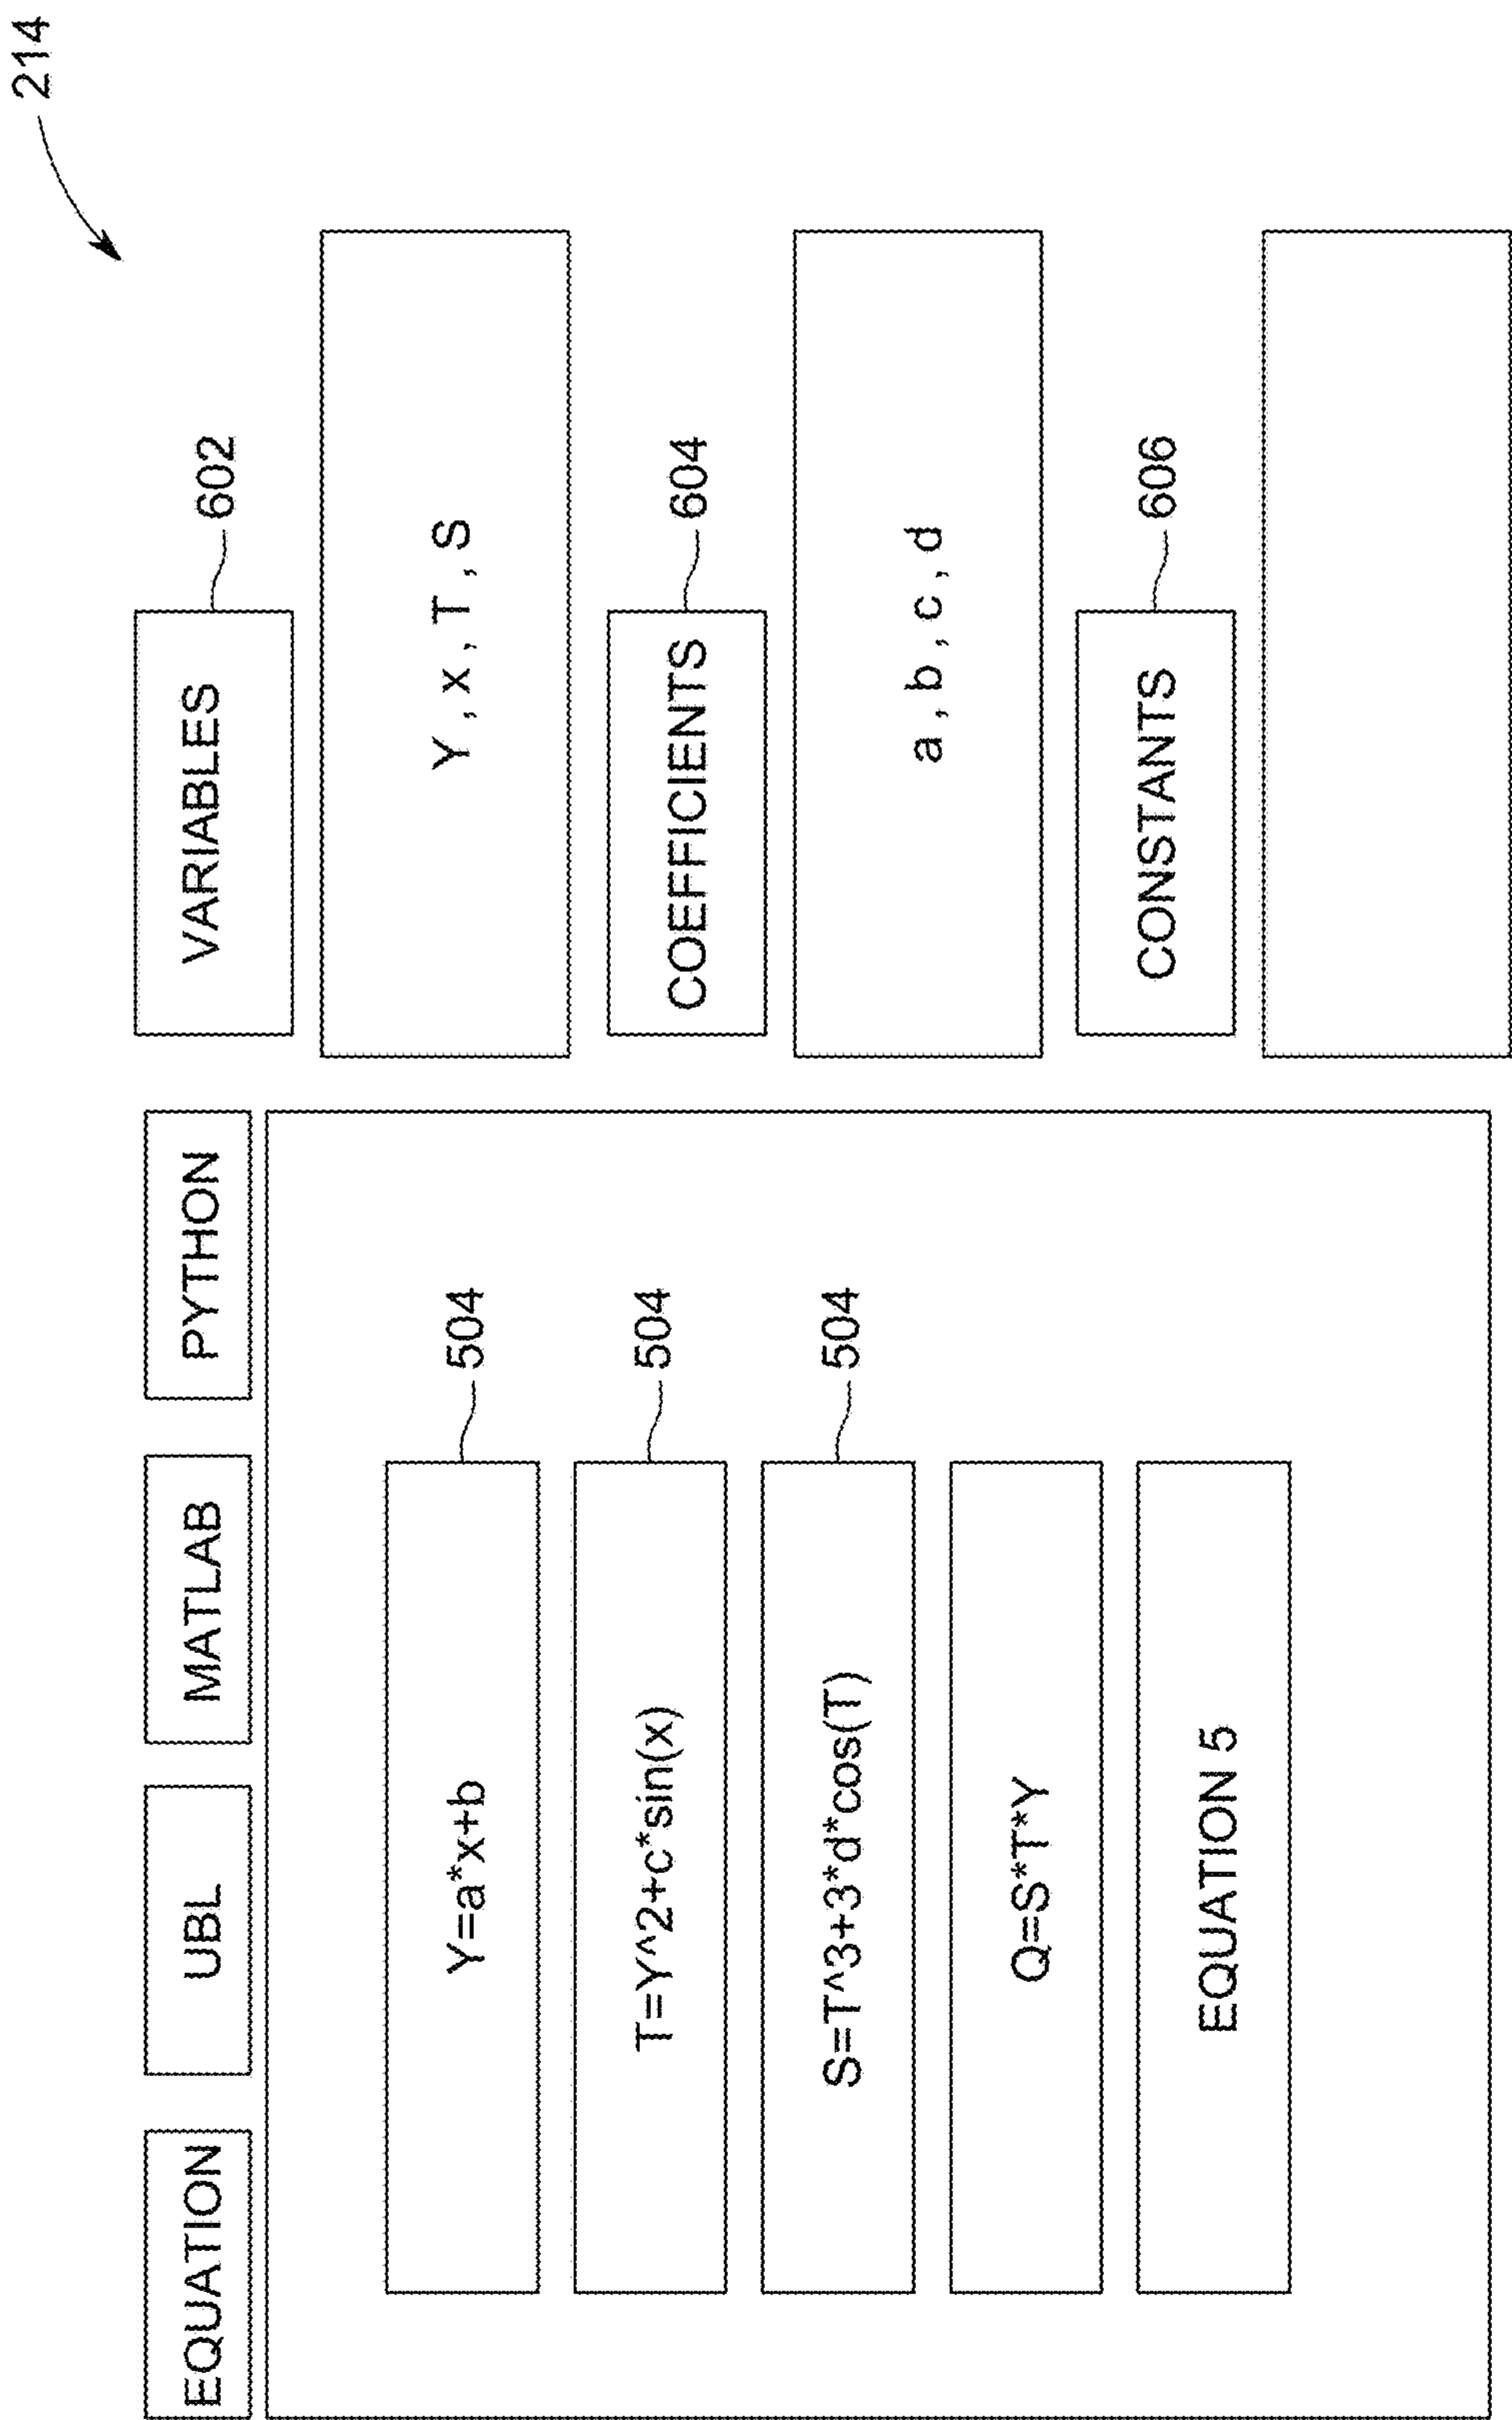 214
EQUATION UBL MATLAB PYTHON
Y=a*x+b 504
T=Y^2+c*sin(x) 504
S=T^3+3*d*cos(T) 504
Q=S*T*Y
EQUATION 5
VARIABLES 602
Y , x , T , S
COEFFICIENTS 604
a , b , c , d
CONSTANTS 606